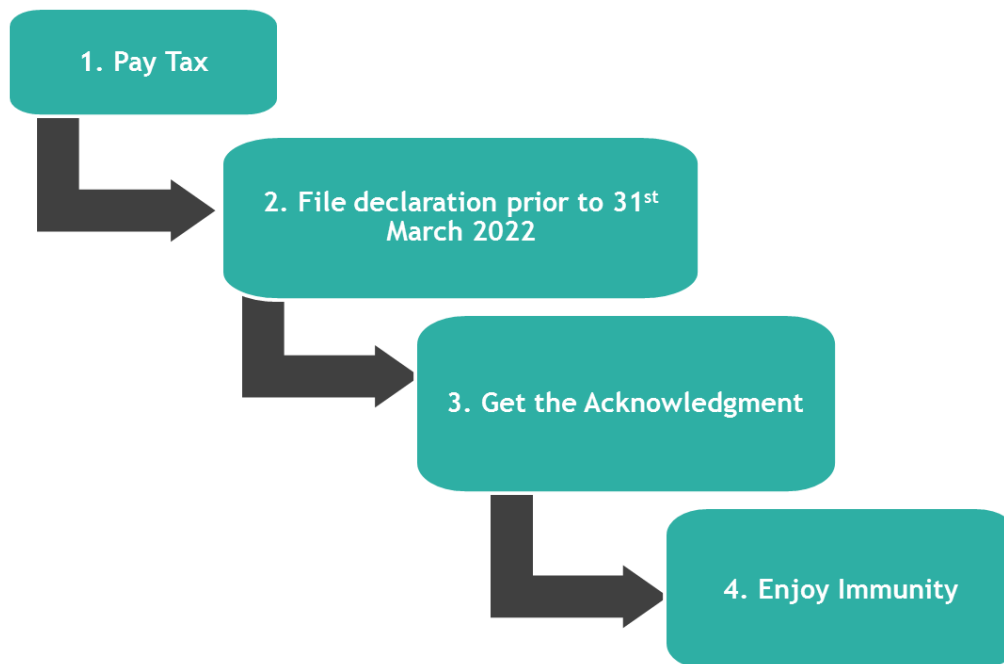 1. Pay Tax
2. File declaration prior to 31st
March 2022
3. Get the Acknowledgment
4. Enjoy Immunity